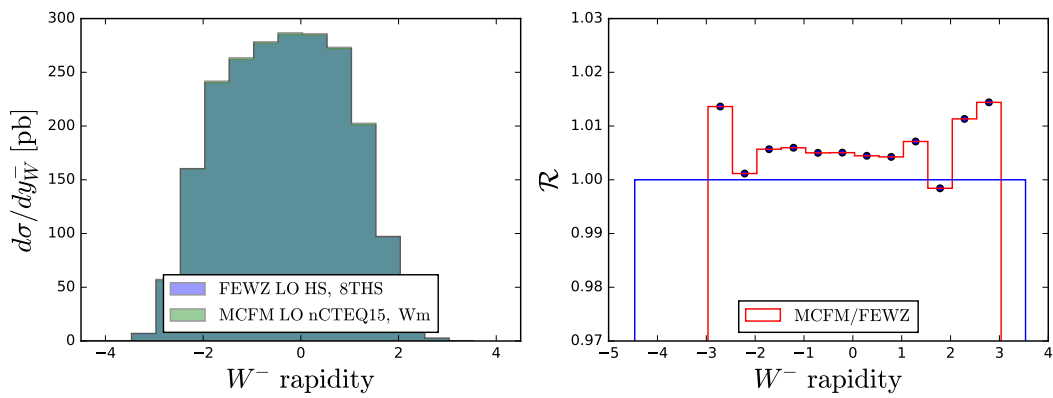 300
250
200
150
100
50
0
dσ/dy_W^- [pb]
FEWZ LO HS, 8THS
MCFM LO nCTEQ15, Wm
−4 −2 0 2 4
W^- rapidity
1.03
1.02
1.01
1.00
0.99
0.98
0.97
ℛ
MCFM/FEWZ
−5 −4 −3 −2 −1 0 1 2 3 4
W^- rapidity